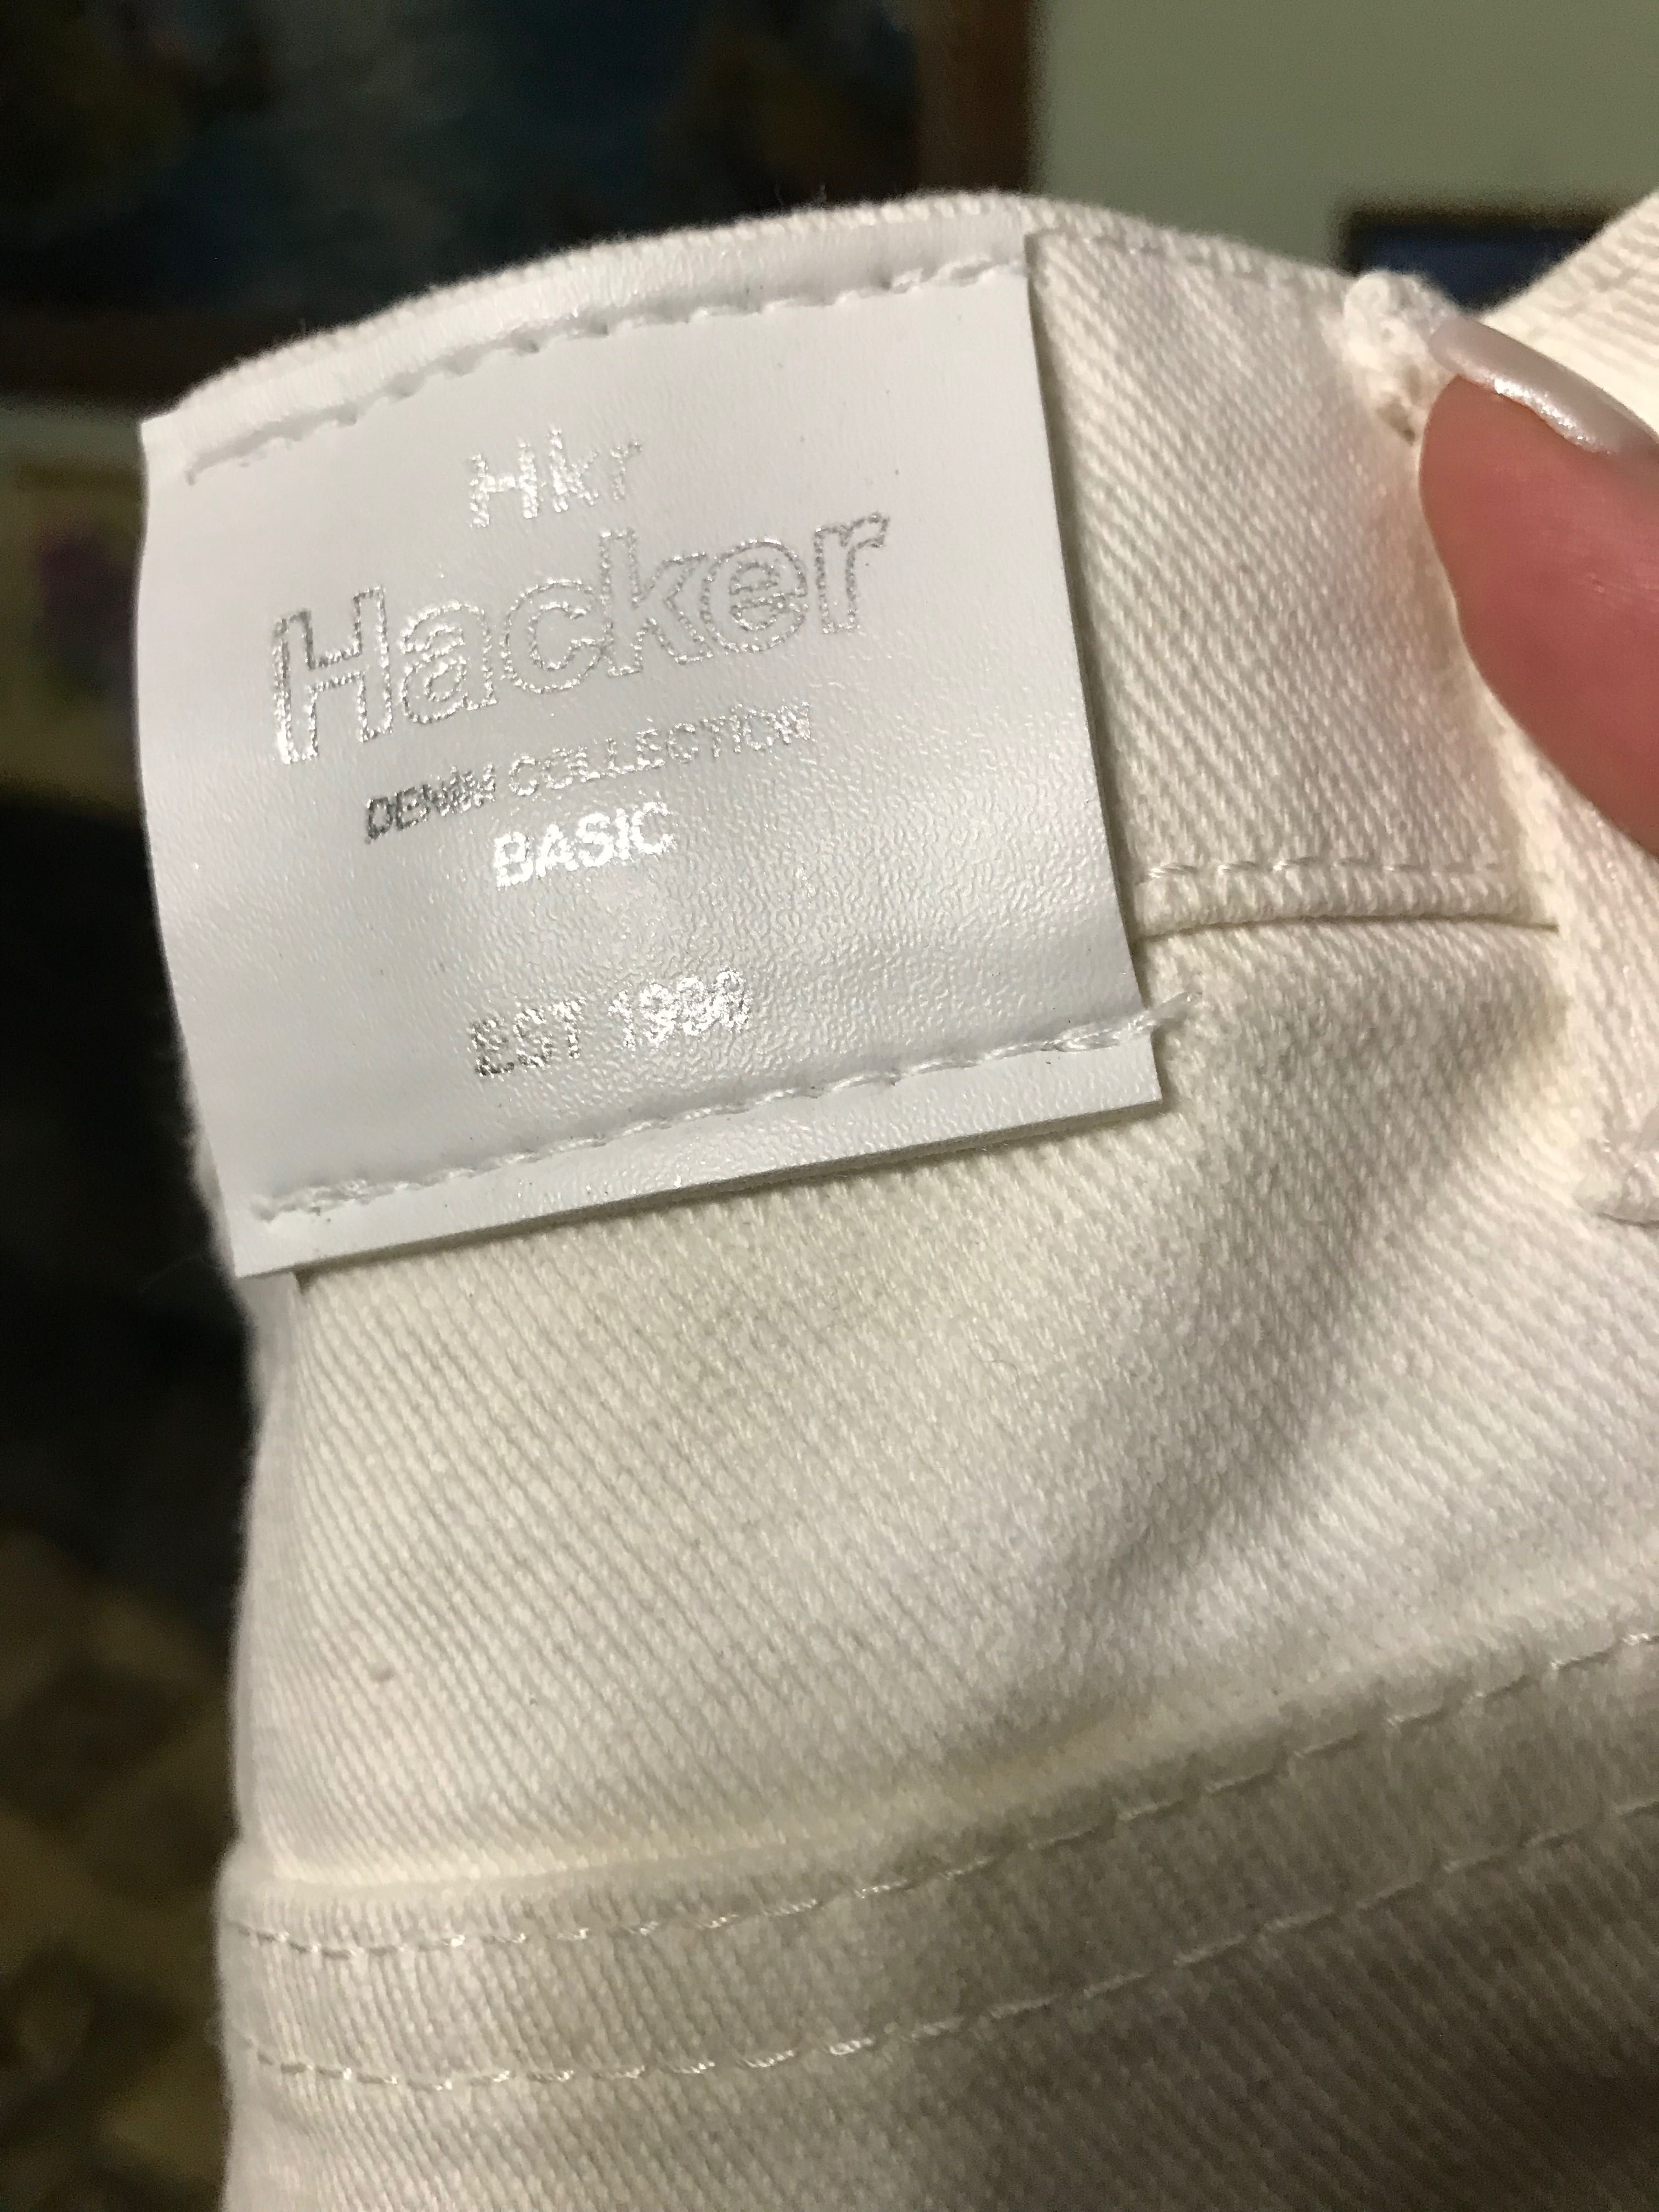 Hkr
Hacker
DENIM COLLECTION
BASIC
EST